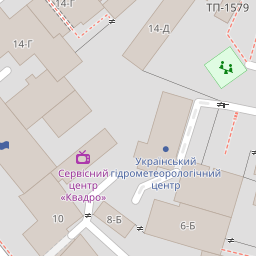 ТП-1579
14-Г
14-Д
14-Г
Український
гідрометеорологічний
центр
Сервісний
центр
«Квадро»
10
8-Б
6-Б